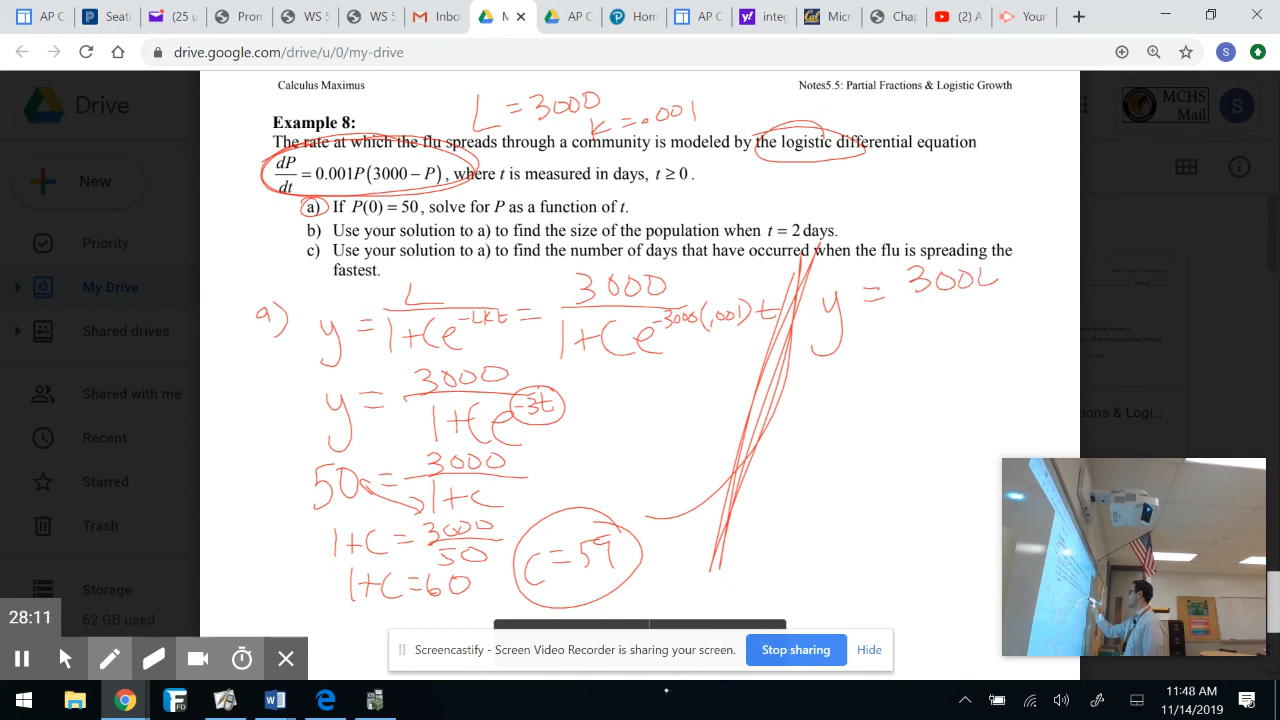 25 u
Pron
WS 5
WS 5
Inbo
M
AP C
Hom
AP C
integ
Cal
Micr
Chap
(2) A
Your
drive.google.com/drive/u/0/my-drive
S
Drive
MCHS
Mail
S
New
Priority
My Drive
Shared drives
Shared with me
Recent
Starred
Trash
Storage
62 GB used
ons & Logi...
Calculus Maximus
Notes5.5: Partial Fractions & Logistic Growth
L = 3000
k = .001
Example 8:
The rate at which the flu spreads through a community is modeled by the logistic differential equation
dP/dt = 0.001P(3000 − P), where t is measured in days, t ≥ 0.
a) If P(0) = 50, solve for P as a function of t.
b) Use your solution to a) to find the size of the population when t = 2 days.
c) Use your solution to a) to find the number of days that have occurred when the flu is spreading the
fastest.
a) y = L/(1+Ce^(-Lkt)) = 3000/(1+Ce^(-3000(.001)t))
y = 3000
y = 3000/(1+Ce^(-3t))
50 = 3000/(1+C)
1+C = 3000/50
1+C = 60
C = 59
28:11
Screencastify - Screen Video Recorder is sharing your screen.
Stop sharing
Hide
11:48 AM
11/14/2019